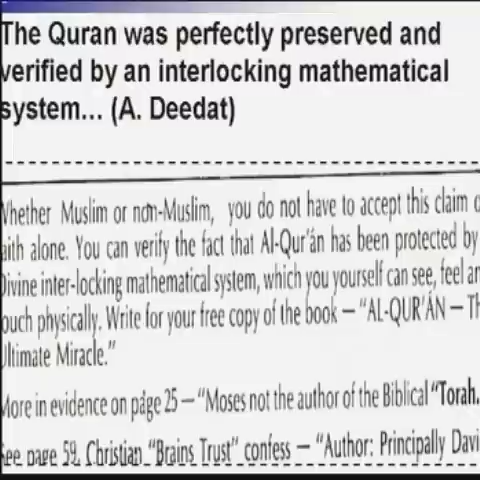 The Quran was perfectly preserved and
verified by an interlocking mathematical
system... (A. Deedat)
Whether Muslim or non-Muslim, you do not have to accept this claim o
aith alone. You can verify the fact that Al-Qur'án has been protected by
Divine inter-locking mathematical system, which you yourself can see, feel an
ouch physically. Write for your free copy of the book — "AL-QUR'ÁN — Th
Ultimate Miracle."
More in evidence on páge 25 — "Moses not the author of the Biblical "Torah.
See page 59, Christian "Brains Trust" confess — "Author: Principally Davi